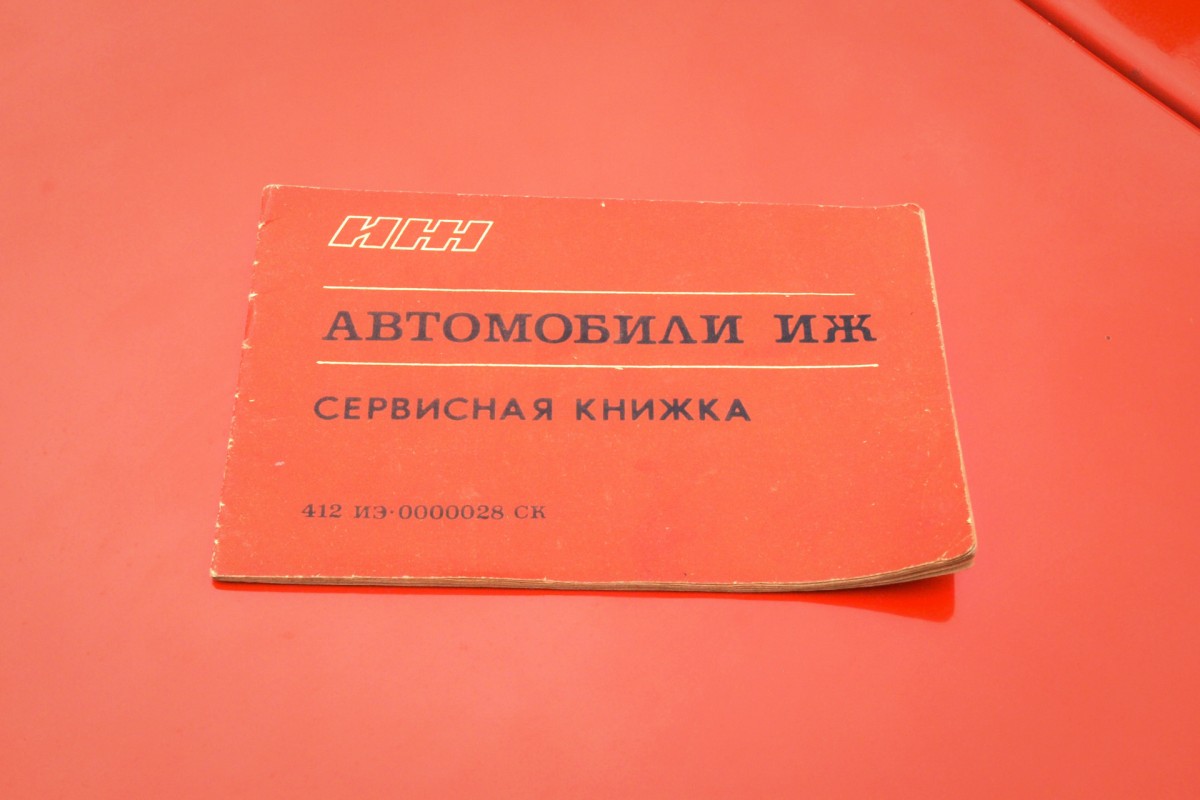 ИЖ
АВТОМОБИЛИ ИЖ
СЕРВИСНАЯ КНИЖКА
412 ИЭ·0000028 СК